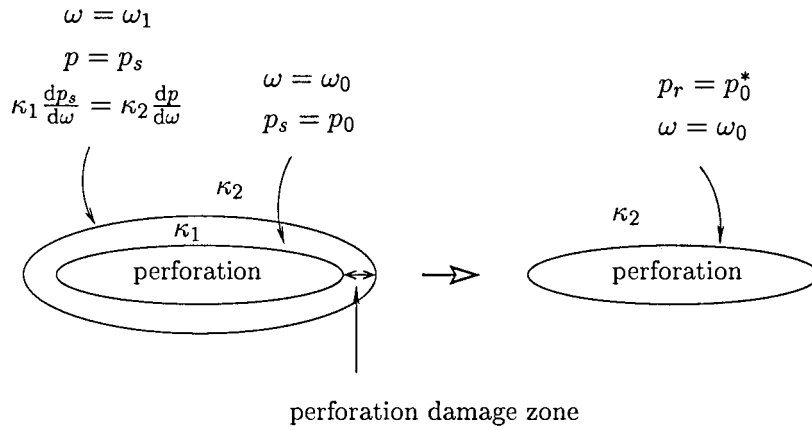 ω = ω₁
p = pₛ
κ₁ dpₛ/dω = κ₂ dp/dω
ω = ω₀
pₛ = p₀
pᵣ = p₀*
ω = ω₀
κ₂
κ₁
perforation
κ₂
perforation
perforation damage zone